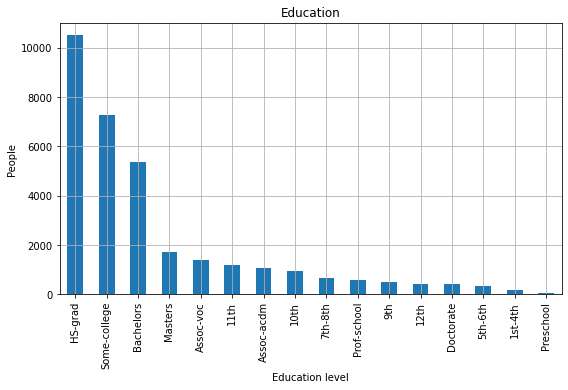 Education
10000
8000
6000
4000
2000
0
People
HS-grad
Some-college
Bachelors
Masters
Assoc-voc
11th
Assoc-acdm
10th
7th-8th
Prof-school
9th
12th
Doctorate
5th-6th
1st-4th
Preschool
Education level